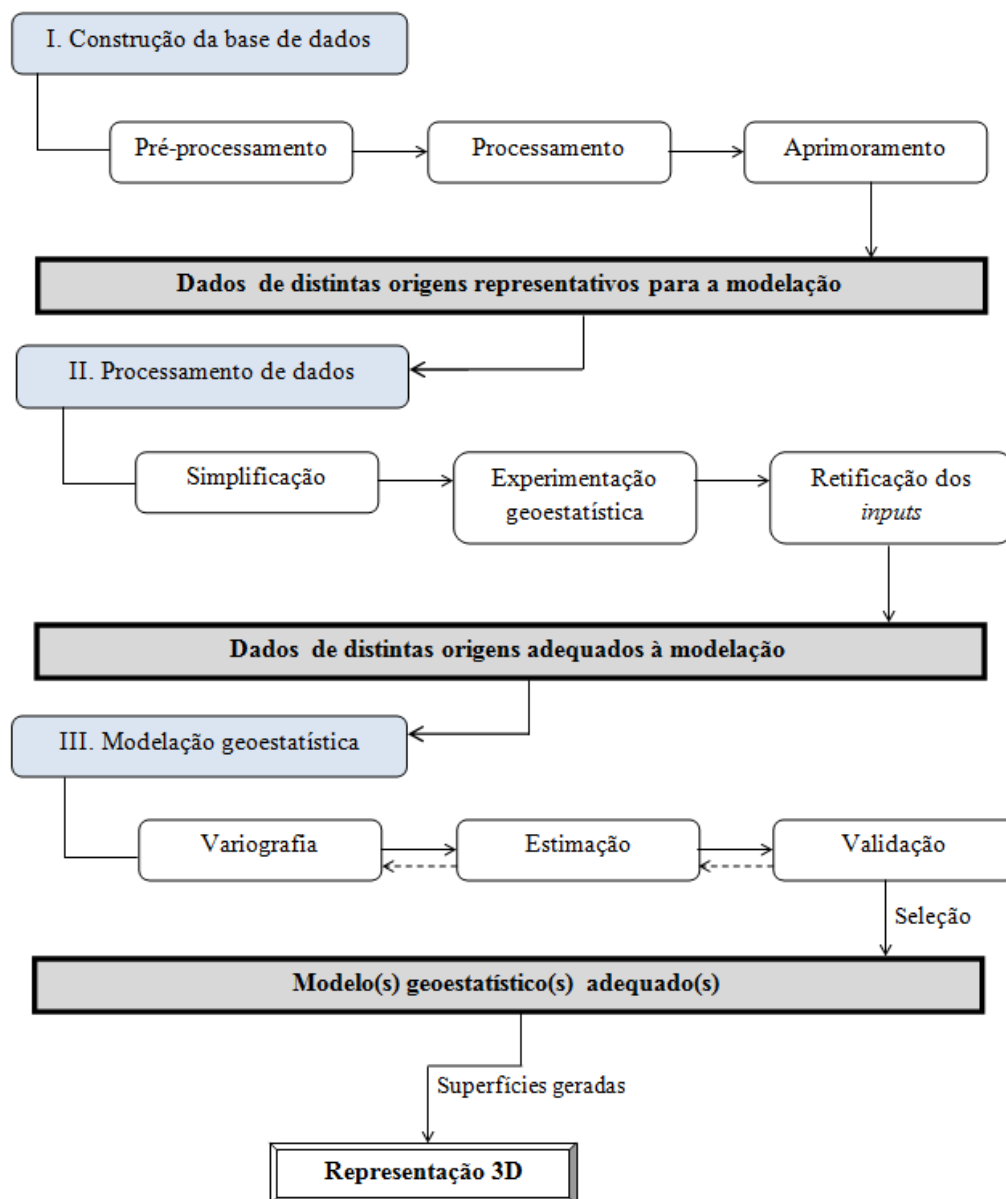 I. Construção da base de dados
Pré-processamento
Processamento
Aprimoramento
Dados de distintas origens representativos para a modelação
II. Processamento de dados
Simplificação
Experimentação
geoestatística
Retificação dos
inputs
Dados de distintas origens adequados à modelação
III. Modelação geoestatística
Variografia
Estimação
Validação
Seleção
Modelo(s) geoestatístico(s) adequado(s)
Superfícies geradas
Representação 3D